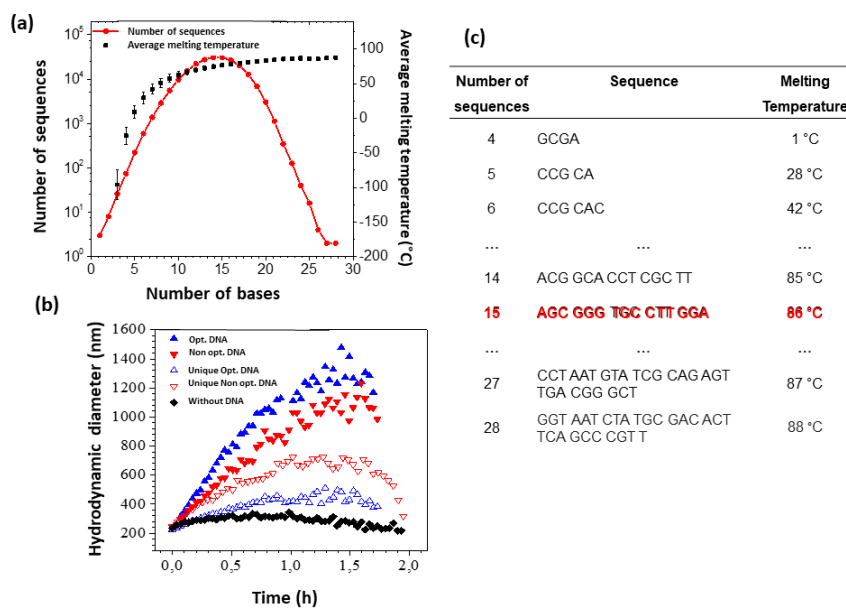 (a)
Number of sequences
Average melting temperature
10^5
10^4
10^3
10^2
10^1
10^0
Number of sequences
100
50
0
-50
-100
-150
-200
Average melting temperature (°C)
0 5 10 15 20 25 30
Number of bases
(b)
Opt. DNA
Non opt. DNA
Unique Opt. DNA
Unique Non opt. DNA
Without DNA
1600
1400
1200
1000
800
600
400
200
Hydrodynamic diameter (nm)
0,0 0,5 1,0 1,5 2,0
Time (h)
(c)
Number of sequences Sequence Melting Temperature
4 GCGA 1 °C
5 CCG CA 28 °C
6 CCG CAC 42 °C
... ...
14 ACG GCA CCT CGC TT 85 °C
15 AGC GGG TGC CTT GGA 86 °C
... ... ...
27 CCT AAT GTA TCG CAG AGT 87 °C
TGA CGG GCT
28 GGT AAT CTA TGC GAC ACT 88 °C
TCA GCC CGT T